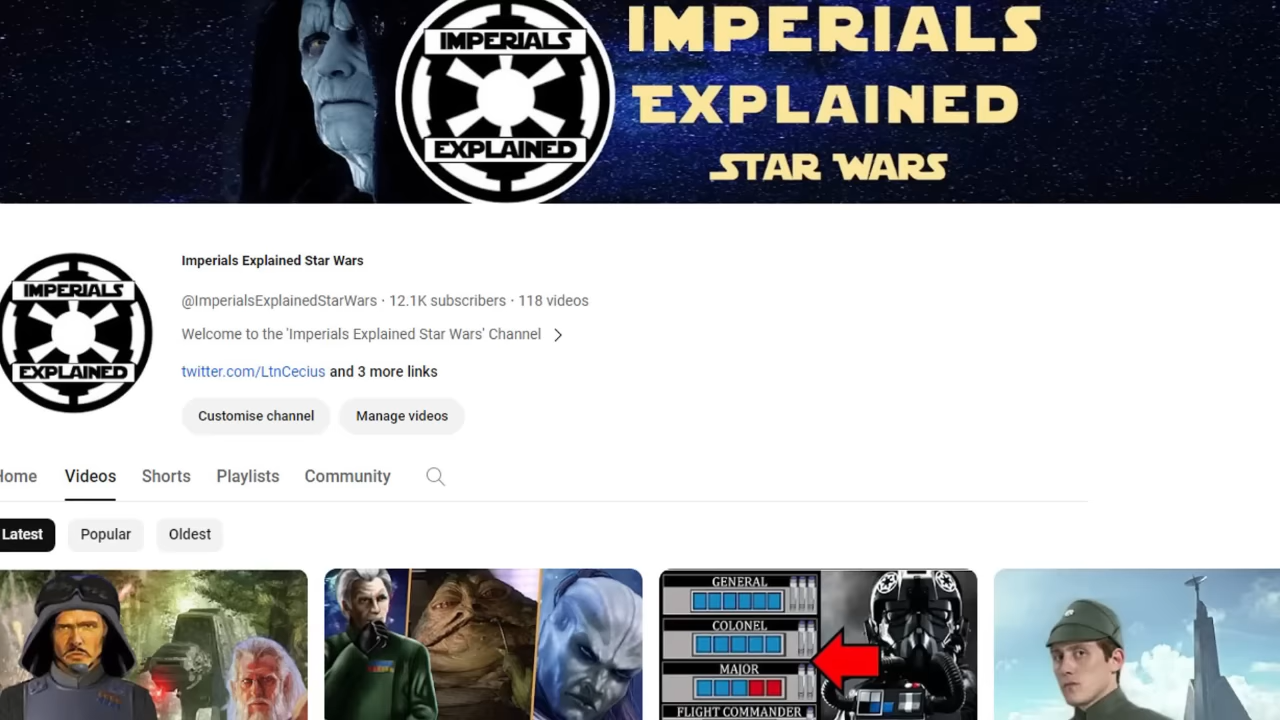 IMPERIALS
EXPLAINED
IMPERIALS
EXPLAINED
STAR WARS
IMPERIALS
EXPLAINED
Imperials Explained Star Wars
@ImperialsExplainedStarWars · 12.1K subscribers · 118 videos
Welcome to the 'Imperials Explained Star Wars' Channel
twitter.com/LtnCecius and 3 more links
Customise channel Manage videos
Home Videos Shorts Playlists Community
Latest Popular Oldest
GENERAL
COLONEL
MAJOR
FLIGHT COMMANDER